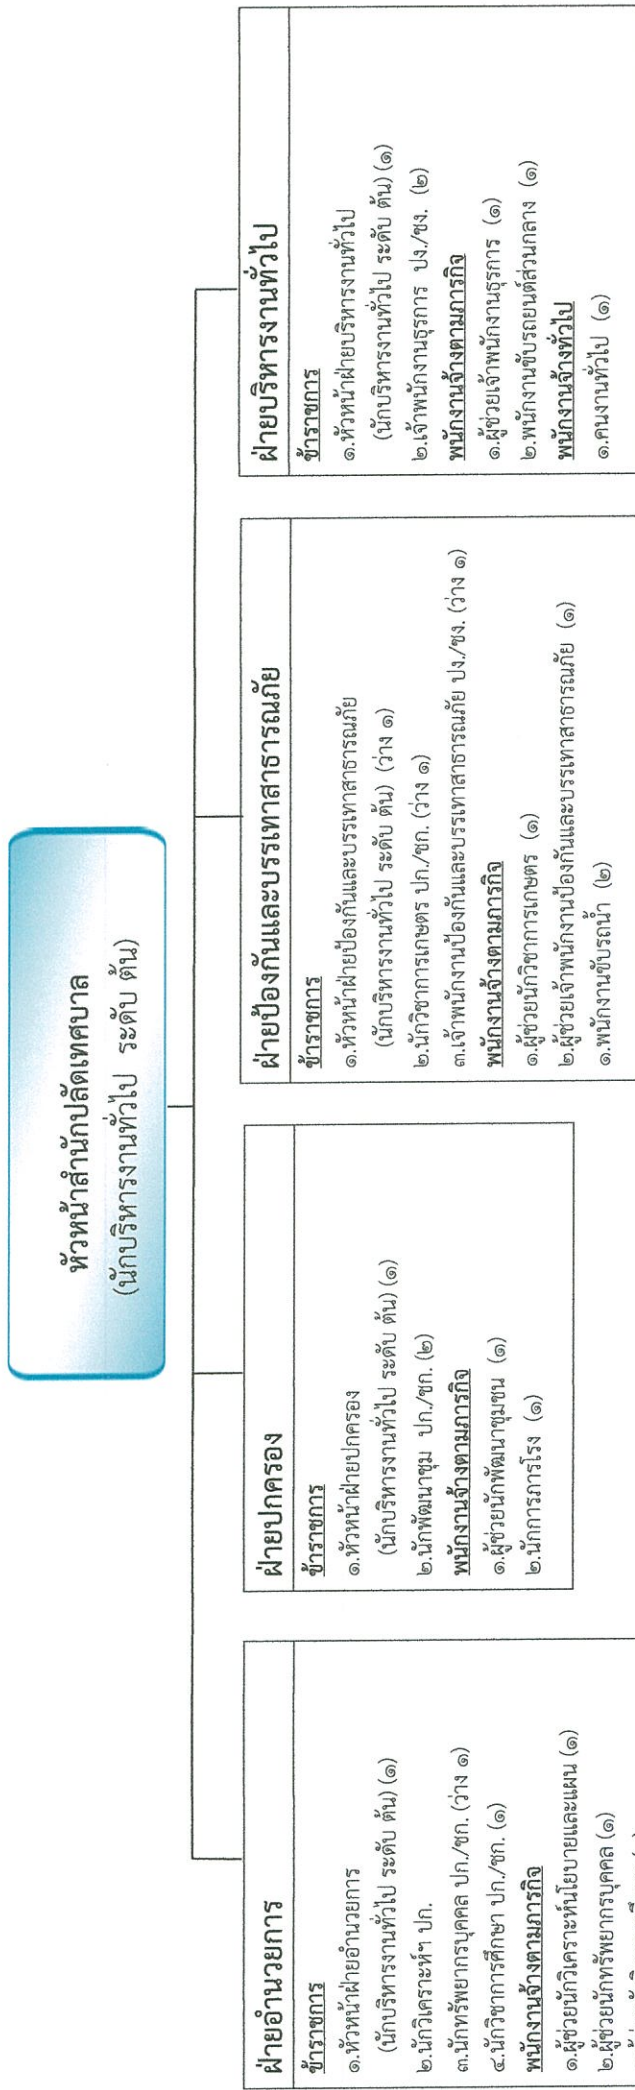 หัวหน้าสำนักปลัดเทศบาล
(นักบริหารงานทั่วไป ระดับ ต้น)
ฝ่ายอำนวยการ
ข้าราชการ
๑.หัวหน้าฝ่ายอำนวยการ
(นักบริหารงานทั่วไป ระดับ ต้น) (๑)
๒.นักวิเคราะห์ฯ ปก.
๓.นักทรัพยากรบุคคล ปก./ชก. (ว่าง ๑)
๔.นักวิชาการศึกษา ปก./ชก. (๑)
พนักงานจ้างตามภารกิจ
๑.ผู้ช่วยนักวิเคราะห์นโยบายและแผน (๑)
๒.ผู้ช่วยนักทรัพยากรบุคคล (๑)
ฝ่ายปกครอง
ข้าราชการ
๑.หัวหน้าฝ่ายปกครอง
(นักบริหารงานทั่วไป ระดับ ต้น) (๑)
๒.นักพัฒนาชุม ปก./ชก. (๒)
พนักงานจ้างตามภารกิจ
๑.ผู้ช่วยนักพัฒนาชุมชน (๑)
๒.นักการภารโรง (๑)
ฝ่ายป้องกันและบรรเทาสาธารณภัย
ข้าราชการ
๑.หัวหน้าฝ่ายป้องกันและบรรเทาสาธารณภัย
(นักบริหารงานทั่วไป ระดับ ต้น) (ว่าง ๑)
๒.นักวิชาการเกษตร ปก./ชก. (ว่าง ๑)
๓.เจ้าพนักงานป้องกันและบรรเทาสาธารณภัย ปง./ชง. (ว่าง ๑)
พนักงานจ้างตามภารกิจ
๑.ผู้ช่วยนักวิชาการเกษตร (๑)
๒.ผู้ช่วยเจ้าพนักงานป้องกันและบรรเทาสาธารณภัย (๑)
๑.พนักงานขับรถน้ำ (๒)
ฝ่ายบริหารงานทั่วไป
ข้าราชการ
๑.หัวหน้าฝ่ายบริหารงานทั่วไป
(นักบริหารงานทั่วไป ระดับ ต้น) (๑)
๒.เจ้าพนักงานธุรการ ปง./ชง. (๒)
พนักงานจ้างตามภารกิจ
๑.ผู้ช่วยเจ้าพนักงานธุรการ (๑)
๒.พนักงานขับรถยนต์ส่วนกลาง (๑)
พนักงานจ้างทั่วไป
๑.คนงานทั่วไป (๑)